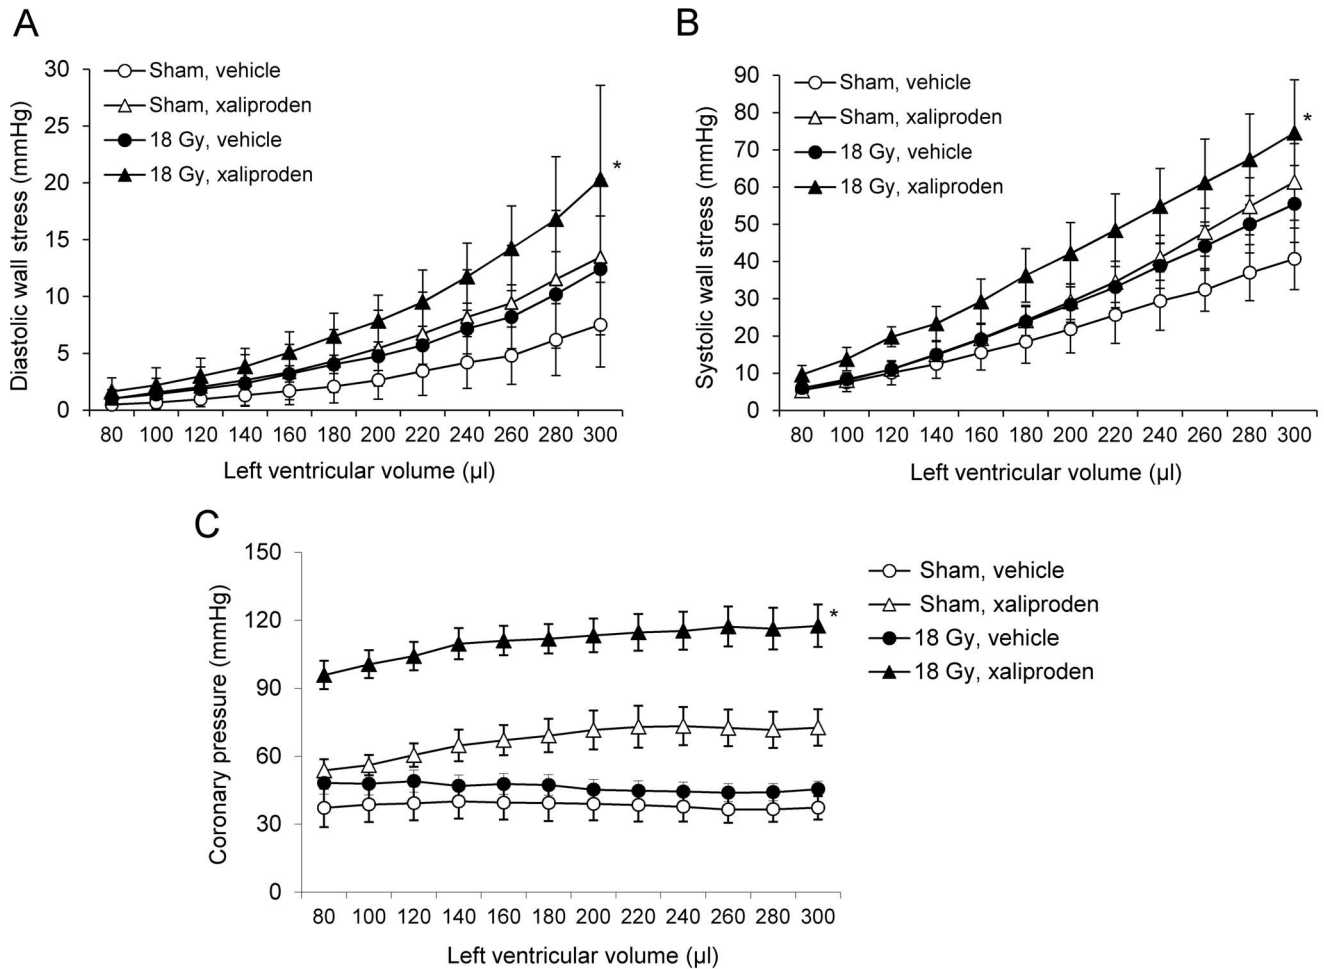 A
Diastolic wall stress (mmHg)
30
25
20
15
10
5
0
Sham, vehicle
Sham, xaliproden
18 Gy, vehicle
18 Gy, xaliproden
*
80 100 120 140 160 180 200 220 240 260 280 300
Left ventricular volume (µl)
B
Systolic wall stress (mmHg)
90
80
70
60
50
40
30
20
10
0
Sham, vehicle
Sham, xaliproden
18 Gy, vehicle
18 Gy, xaliproden
*
80 100 120 140 160 180 200 220 240 260 280 300
Left ventricular volume (µl)
C
Coronary pressure (mmHg)
150
120
90
60
30
0
*
Sham, vehicle
Sham, xaliproden
18 Gy, vehicle
18 Gy, xaliproden
80 100 120 140 160 180 200 220 240 260 280 300
Left ventricular volume (µl)